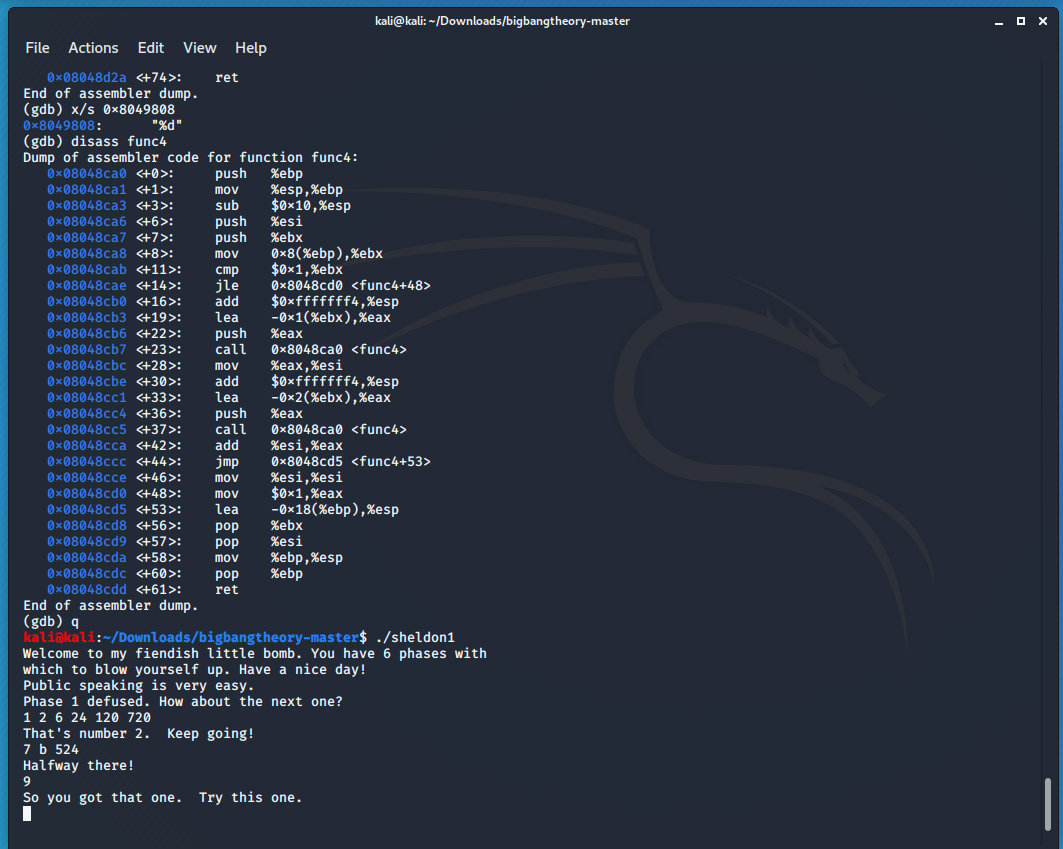 kali@kali: ~/Downloads/bigbangtheory-master
File Actions Edit View Help
0×08048d2a <+74>: ret
End of assembler dump.
(gdb) x/s 0×8049808
0×8049808: "%d"
(gdb) disass func4
Dump of assembler code for function func4:
0×08048ca0 <+0>: push %ebp
0×08048ca1 <+1>: mov %esp,%ebp
0×08048ca3 <+3>: sub $0×10,%esp
0×08048ca6 <+6>: push %esi
0×08048ca7 <+7>: push %ebx
0×08048ca8 <+8>: mov 0×8(%ebp),%ebx
0×08048cab <+11>: cmp $0×1,%ebx
0×08048cae <+14>: jle 0×8048cd0 <func4+48>
0×08048cb0 <+16>: add $0×fffffff4,%esp
0×08048cb3 <+19>: lea -0×1(%ebx),%eax
0×08048cb6 <+22>: push %eax
0×08048cb7 <+23>: call 0×8048ca0 <func4>
0×08048cbc <+28>: mov %eax,%esi
0×08048cbe <+30>: add $0×fffffff4,%esp
0×08048cc1 <+33>: lea -0×2(%ebx),%eax
0×08048cc4 <+36>: push %eax
0×08048cc5 <+37>: call 0×8048ca0 <func4>
0×08048cca <+42>: add %esi,%eax
0×08048ccc <+44>: jmp 0×8048cd5 <func4+53>
0×08048cce <+46>: mov %esi,%esi
0×08048cd0 <+48>: mov $0×1,%eax
0×08048cd5 <+53>: lea -0×18(%ebp),%esp
0×08048cd8 <+56>: pop %ebx
0×08048cd9 <+57>: pop %esi
0×08048cda <+58>: mov %ebp,%esp
0×08048cdc <+60>: pop %ebp
0×08048cdd <+61>: ret
End of assembler dump.
(gdb) q
kali@kali:~/Downloads/bigbangtheory-master$ ./sheldon1
Welcome to my fiendish little bomb. You have 6 phases with
which to blow yourself up. Have a nice day!
Public speaking is very easy.
Phase 1 defused. How about the next one?
1 2 6 24 120 720
That's number 2. Keep going!
7 b 524
Halfway there!
9
So you got that one. Try this one.